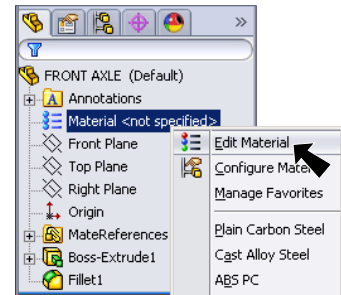 »
FRONT AXLE (Default)
Annotations
Material <not specified>
Front Plane
Top Plane
Right Plane
Origin
MateReferences
Boss-Extrude1
Fillet1
Edit Material
Configure Mate
Manage Favorites
Plain Carbon Steel
Cast Alloy Steel
ABS PC